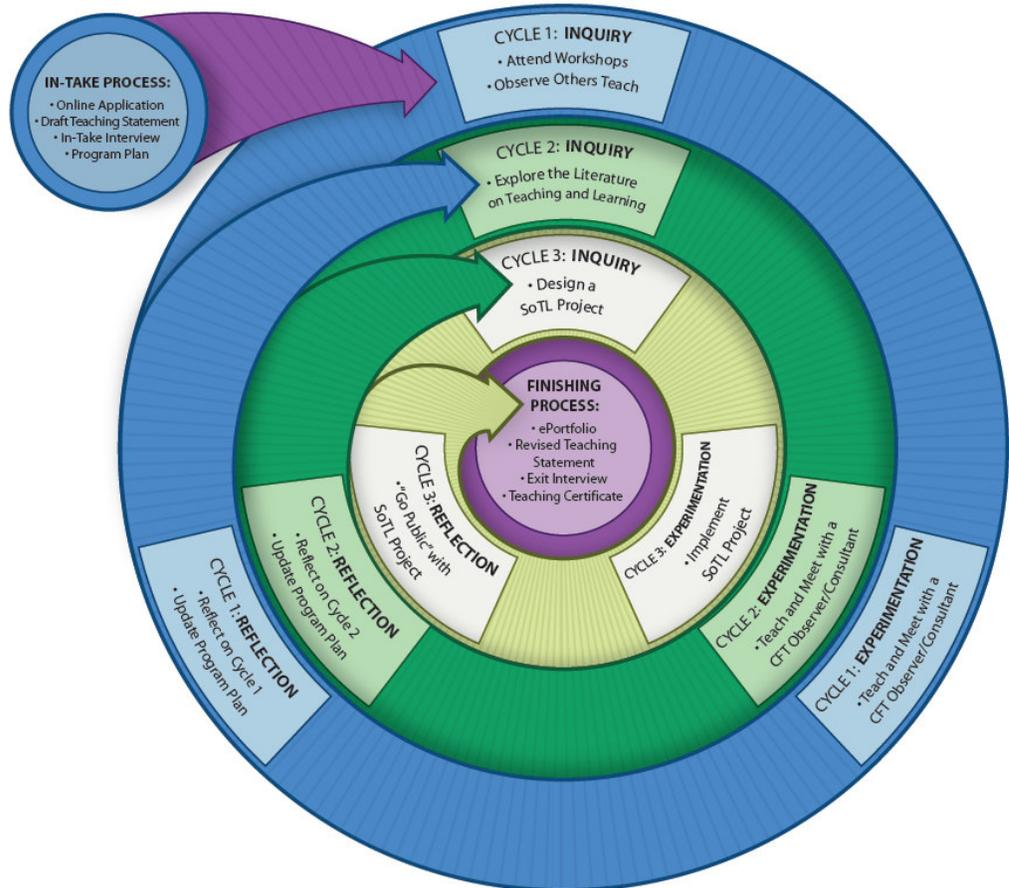 IN-TAKE PROCESS:
• Online Application
• Draft Teaching Statement
• In-Take Interview
• Program Plan
CYCLE 1: INQUIRY
• Attend Workshops
• Observe Others Teach
CYCLE 2: INQUIRY
• Explore the Literature
on Teaching and Learning
CYCLE 3: INQUIRY
• Design a
SoTL Project
FINISHING
PROCESS:
• ePortfolio
• Revised Teaching
Statement
• Exit Interview
• Teaching Certificate
CYCLE 3: REFLECTION
• "Go Public" with
SoTL Project
CYCLE 3: EXPERIMENTATION
• Implement
SoTL Project
CYCLE 2: REFLECTION
• Reflect on Cycle 2
• Update Program Plan
CYCLE 2: EXPERIMENTATION
• Teach and Meet with a
CFT Observer/Consultant
CYCLE 1: REFLECTION
• Reflect on Cycle 1
• Update Program Plan
CYCLE 1: EXPERIMENTATION
• Teach and Meet with a
CFT Observer/Consultant